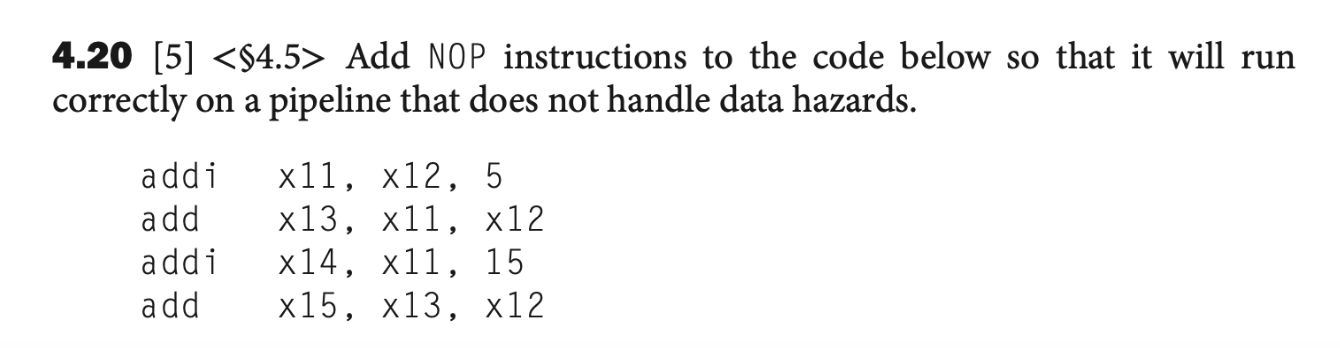 4.20 [5] <§4.5> Add NOP instructions to the code below so that it will run
correctly on a pipeline that does not handle data hazards.
addi x11, x12, 5
add x13, x11, x12
addi x14, x11, 15
add x15, x13, x12